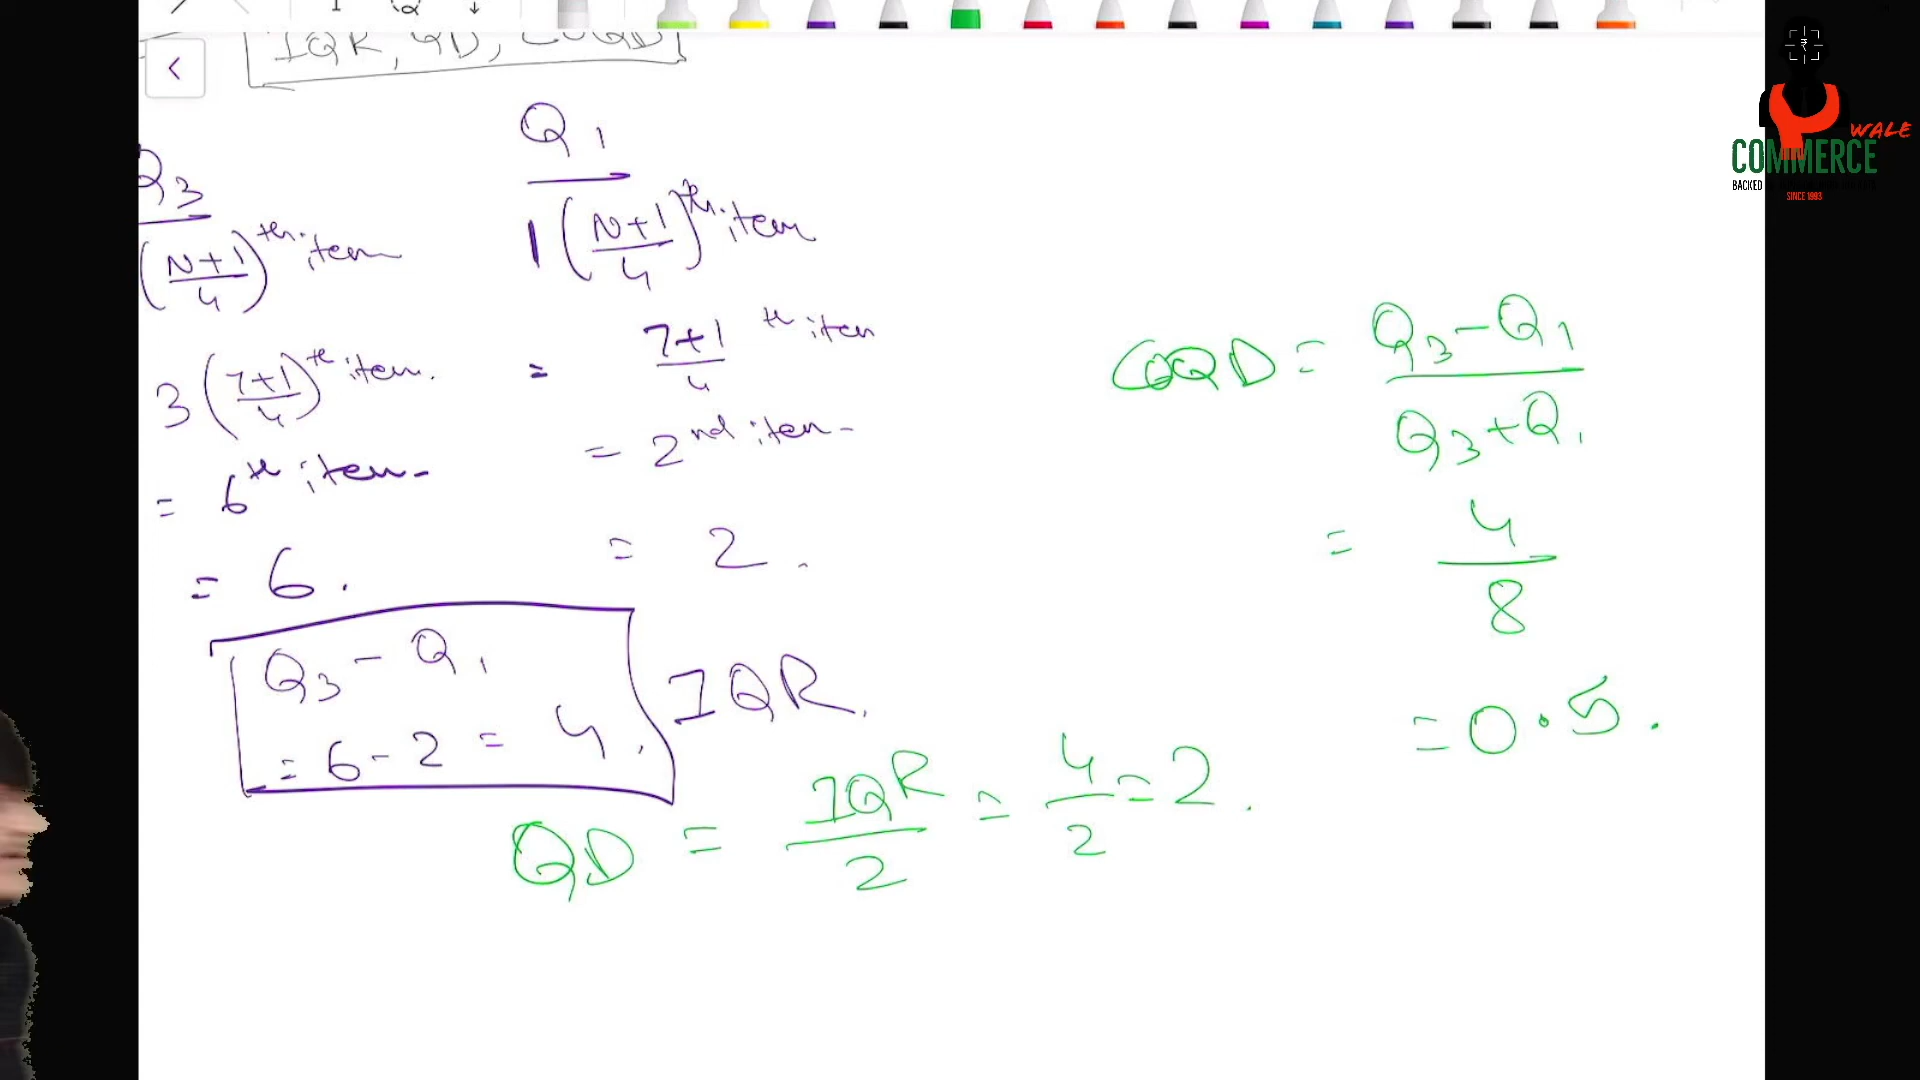 IQR, QD, COQD
Q3
(N+1/4)th item
3(7+1/4)th item.
= 6th item.
= 6.
Q1
1(N+1/4)th item
= 7+1/4 th item
= 2nd item.
= 2.
Q3 - Q1
= 6 - 2 = 4.
IQR.
QD = IQR/2 = 4/2 = 2.
COQD = Q3 - Q1/Q3 + Q1
= 4/8
= 0.5.
COMMERCE
WALE
BACKED
SINCE 1993